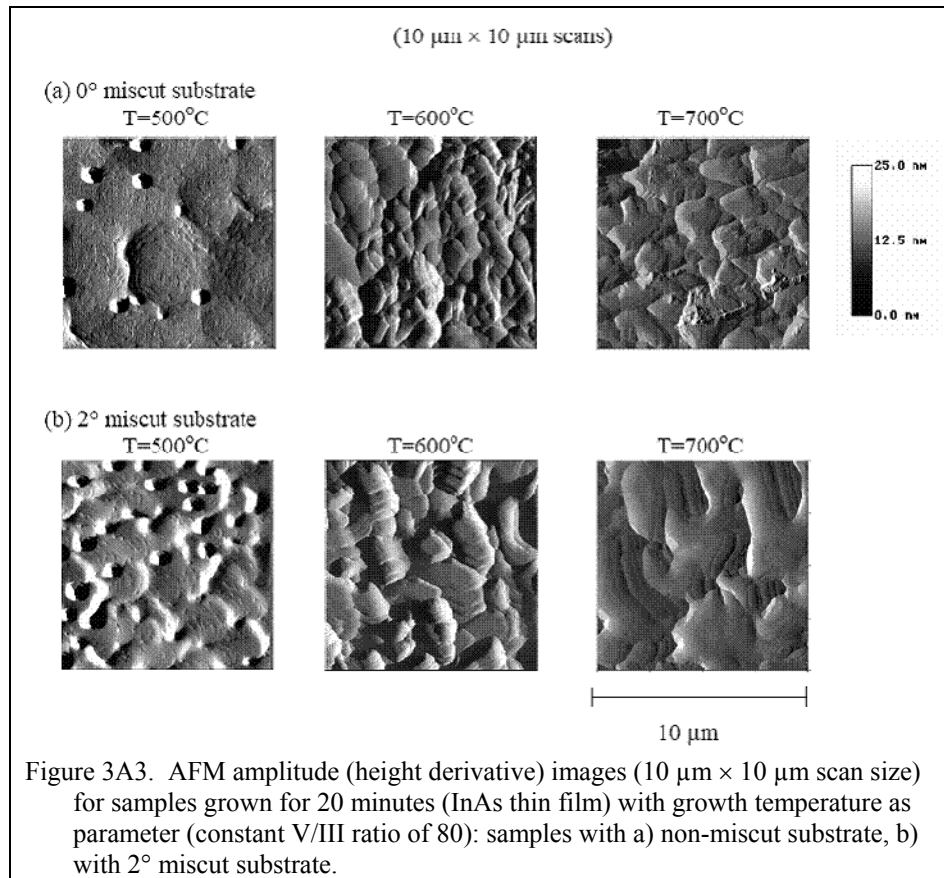 (10 μm × 10 μm scans)
(a) 0° miscut substrate
T=500°C T=600°C T=700°C
25.0 nM
12.5 nM
0.0 nM
(b) 2° miscut substrate
T=500°C T=600°C T=700°C
10 μm
Figure 3A3. AFM amplitude (height derivative) images (10 μm × 10 μm scan size)
for samples grown for 20 minutes (InAs thin film) with growth temperature as
parameter (constant V/III ratio of 80): samples with a) non-miscut substrate, b)
with 2° miscut substrate.